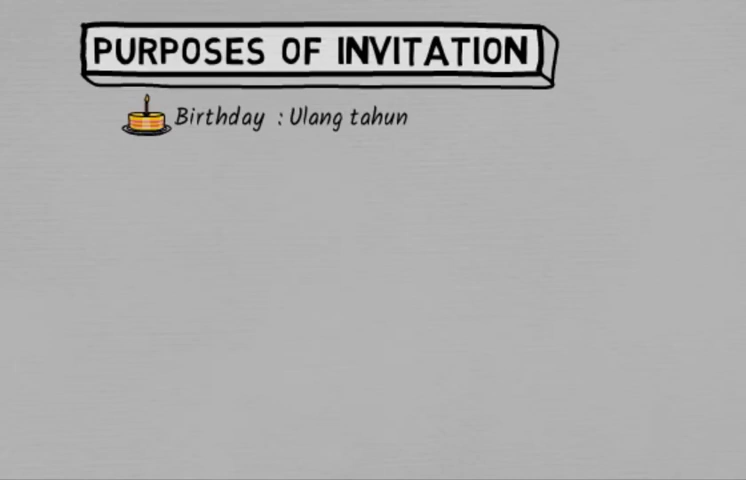 PURPOSES OF INVITATION
Birthday : Ulang tahun